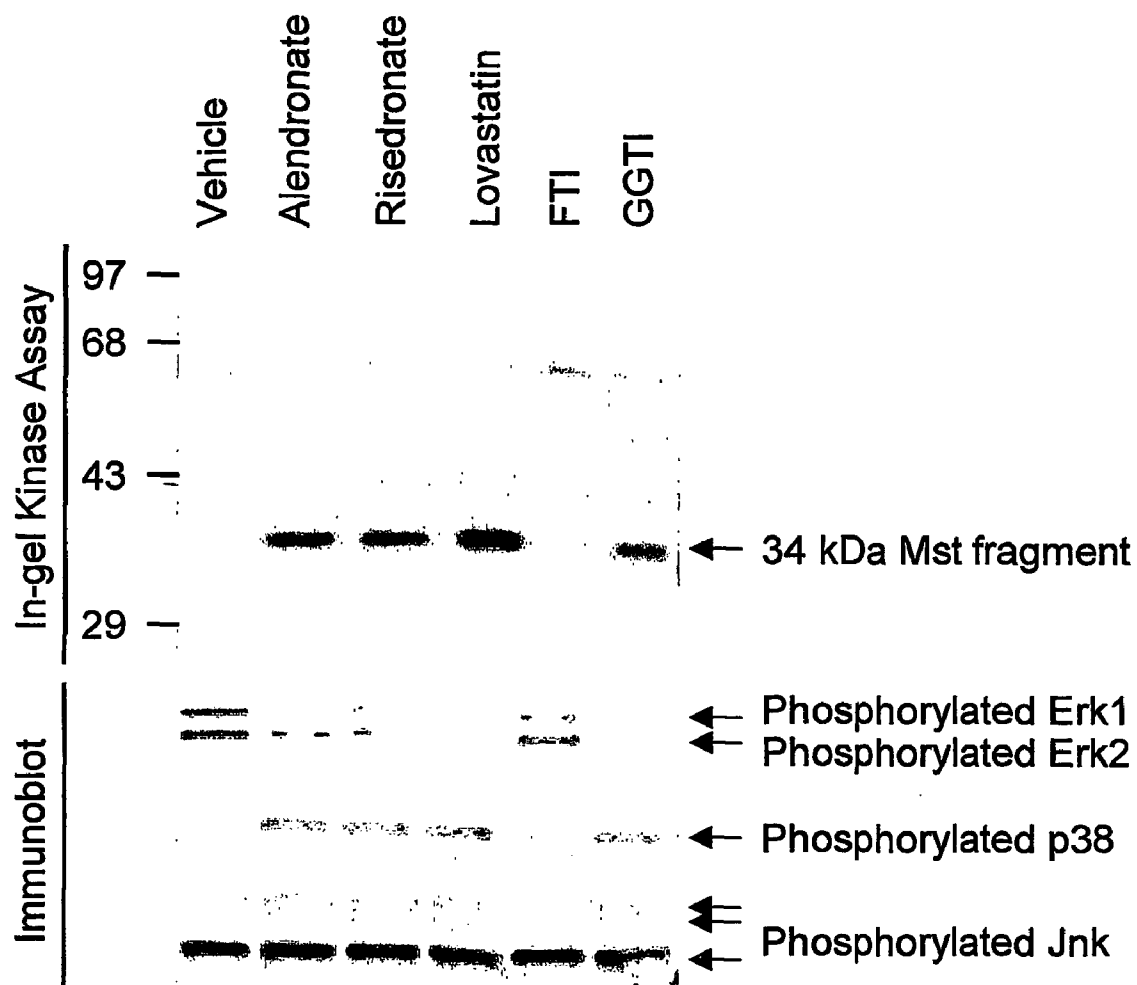 Vehicle
Alendronate
Risedronate
Lovastatin
FTI
GGTI
In-gel Kinase Assay
97
68
43
29
34 kDa Mst fragment
Immunoblot
Phosphorylated Erk1
Phosphorylated Erk2
Phosphorylated p38
Phosphorylated Jnk